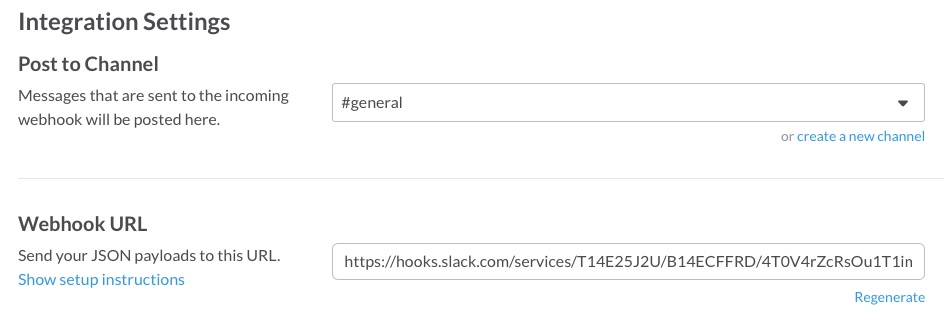 Integration Settings
Post to Channel
Messages that are sent to the incoming
webhook will be posted here.
#general
or create a new channel
Webhook URL
Send your JSON payloads to this URL.
Show setup instructions
https://hooks.slack.com/services/T14E25J2U/B14ECFFRD/4T0V4rZcRsOu1T1in
Regenerate